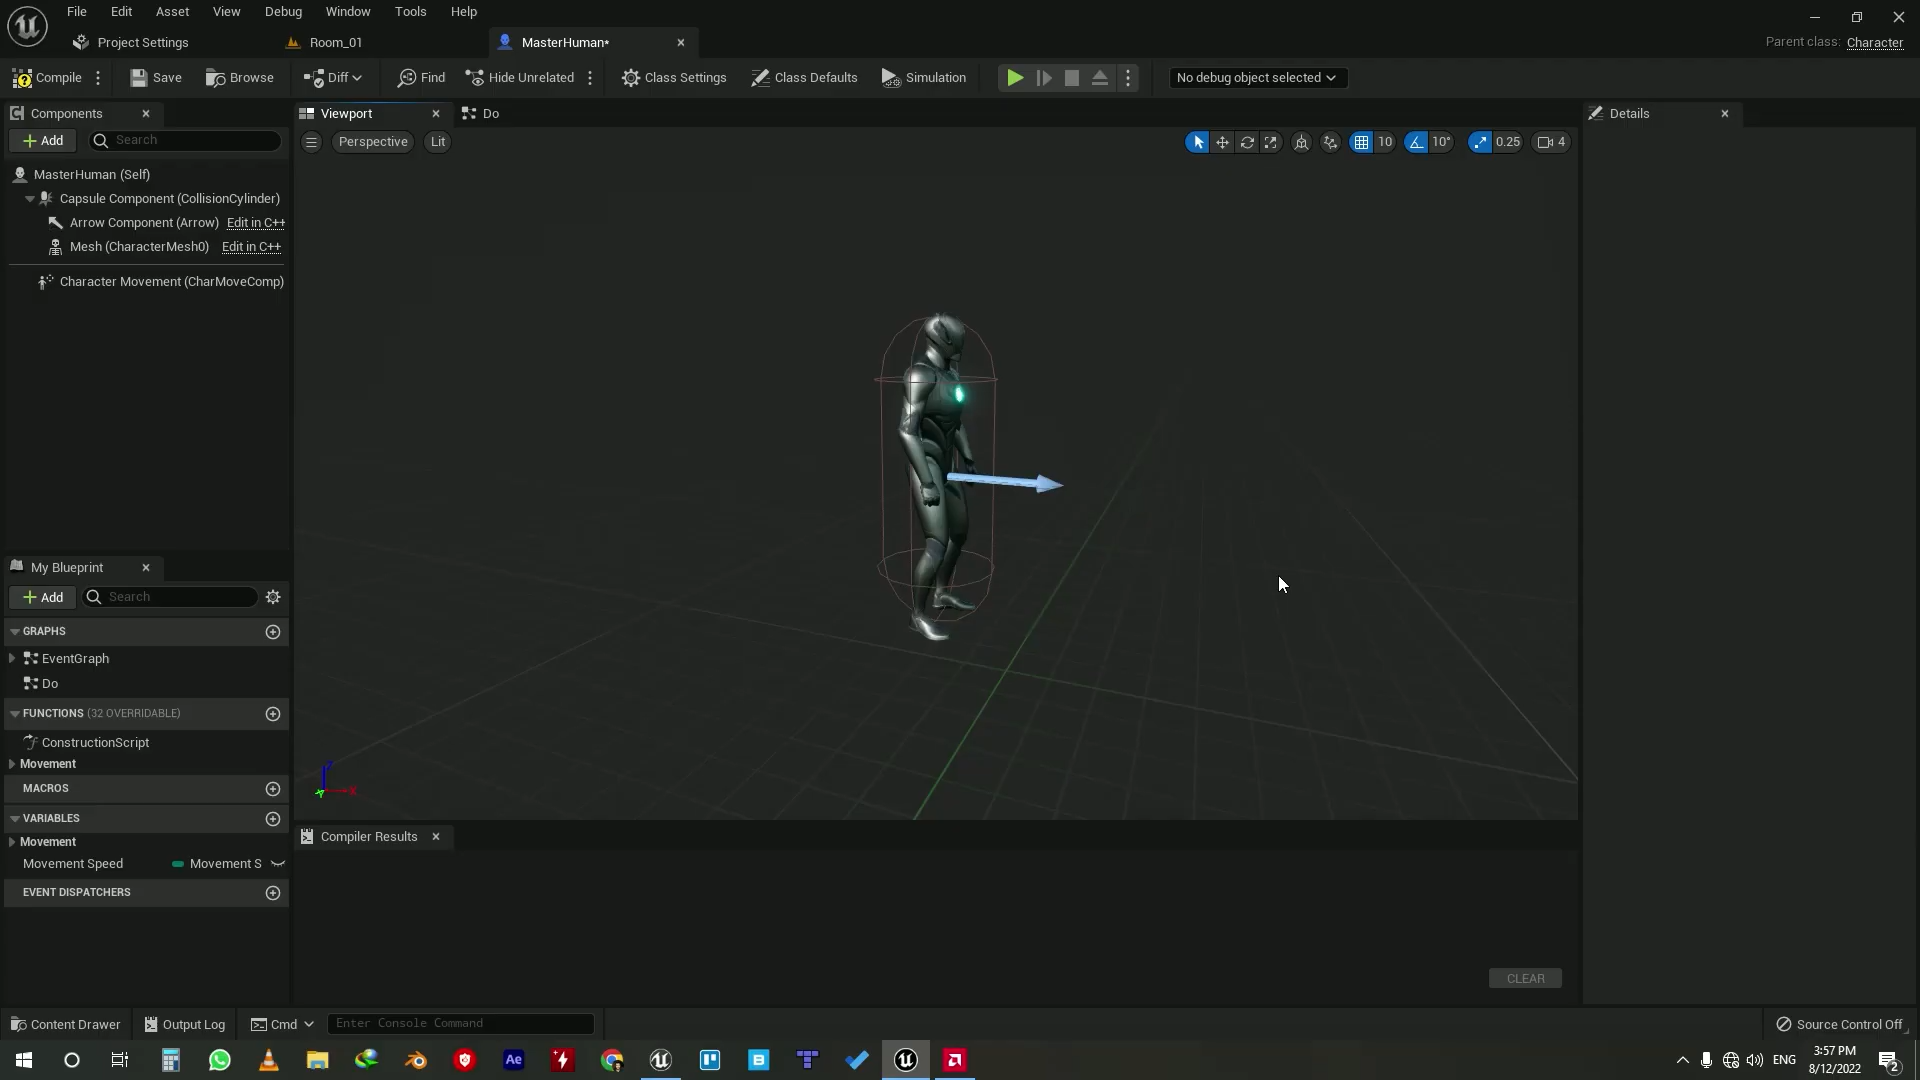 File Edit Asset View Debug Window Tools Help
Project Settings
Room_01
MasterHuman*
Parent class: Character
Compile
Save
Browse
Diff
Find
Hide Unrelated
Class Settings
Class Defaults
Simulation
No debug object selected
Components
Viewport
Do
Details
Add
Search
Perspective
Lit
10
10°
0.25
4
MasterHuman (Self)
Capsule Component (CollisionCylinder)
Arrow Component (Arrow) Edit in C++
Mesh (CharacterMesh0) Edit in C++
Character Movement (CharMoveComp)
My Blueprint
Add
Search
GRAPHS
EventGraph
Do
FUNCTIONS (32 OVERRIDABLE)
ConstructionScript
Movement
MACROS
VARIABLES
Movement
Movement Speed Movement S
EVENT DISPATCHERS
Z
X
Y
Compiler Results
CLEAR
Content Drawer
Output Log
Cmd
Enter Console Command
Source Control Off
Ae
ENG
3:57 PM
8/12/2022
2